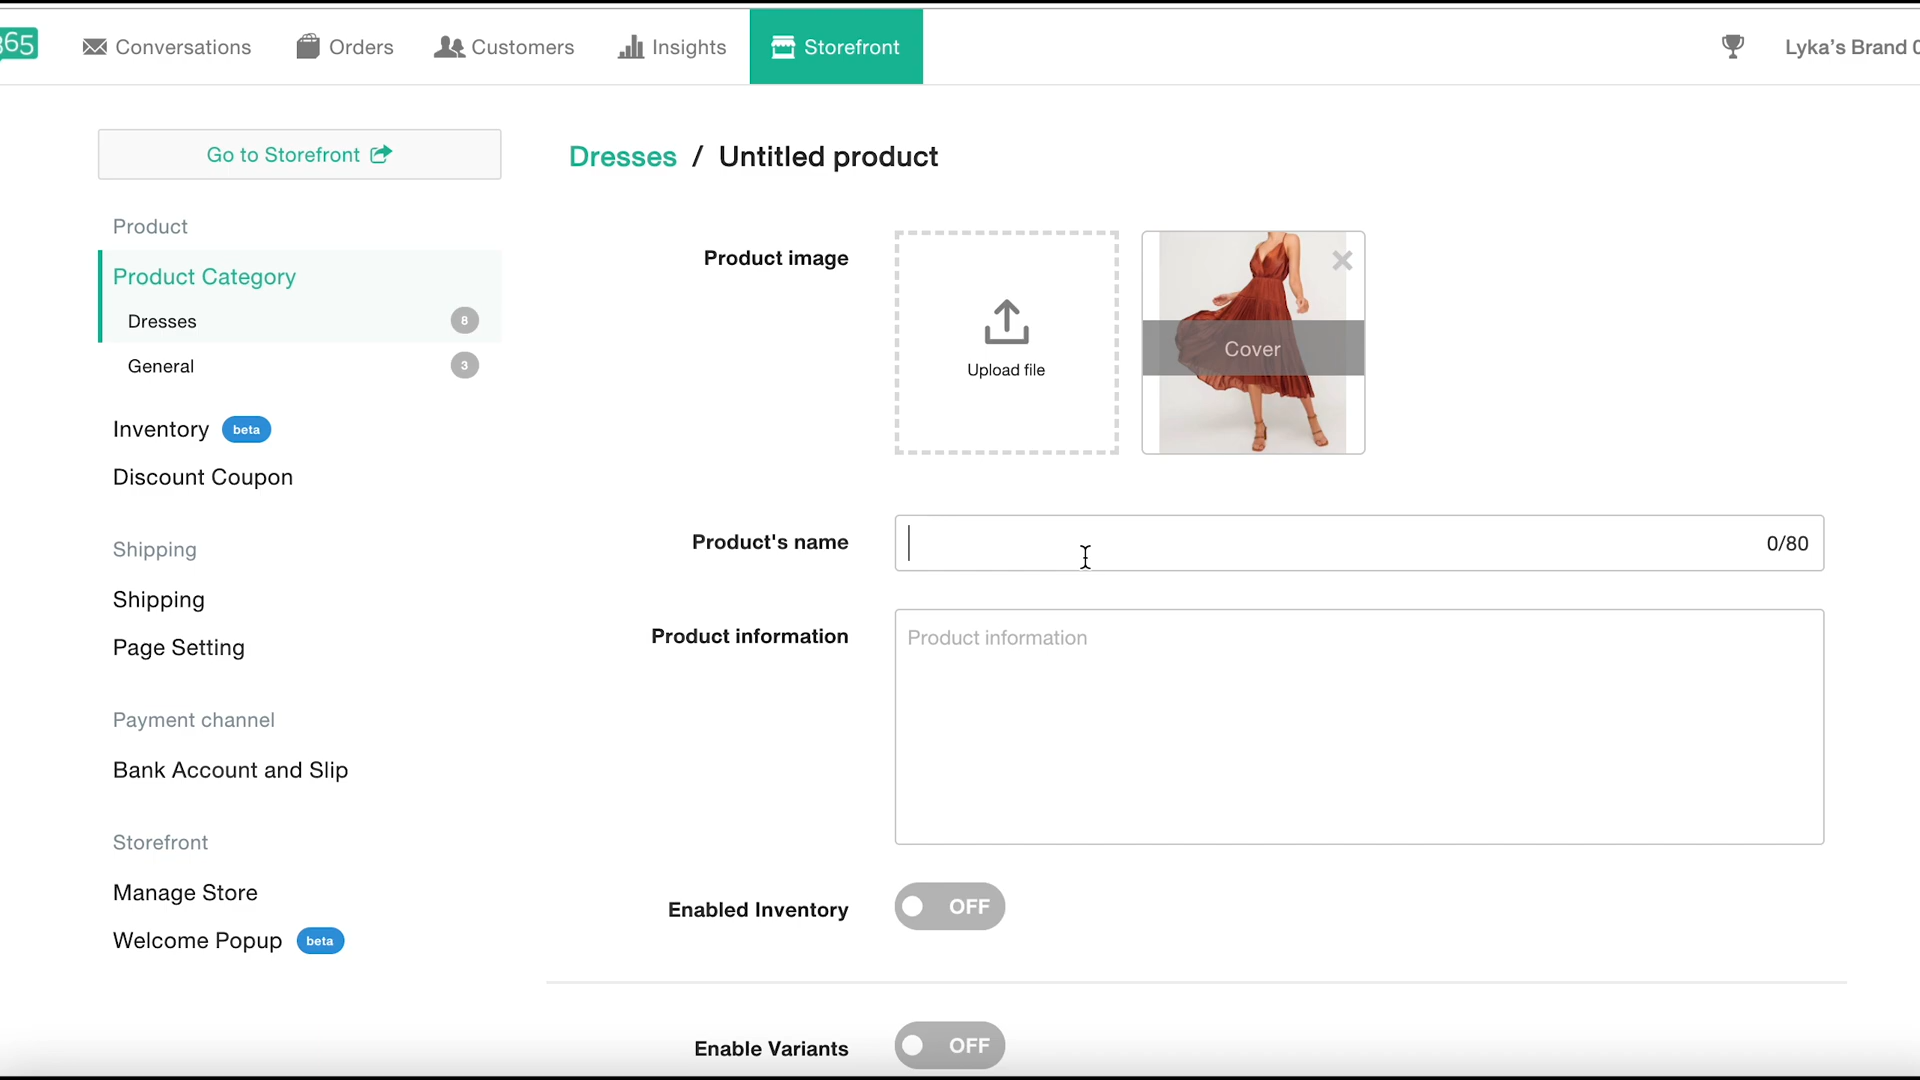 365
Conversations
Orders
Customers
Insights
Storefront
Lyka's Brand
Go to Storefront
Product
Product Category
Dresses 8
General 3
Inventory beta
Discount Coupon
Shipping
Shipping
Page Setting
Payment channel
Bank Account and Slip
Storefront
Manage Store
Welcome Popup beta
Dresses / Untitled product
Product image
Upload file
Cover
Product's name
0/80
Product information
Product information
Enabled Inventory
OFF
Enable Variants
OFF